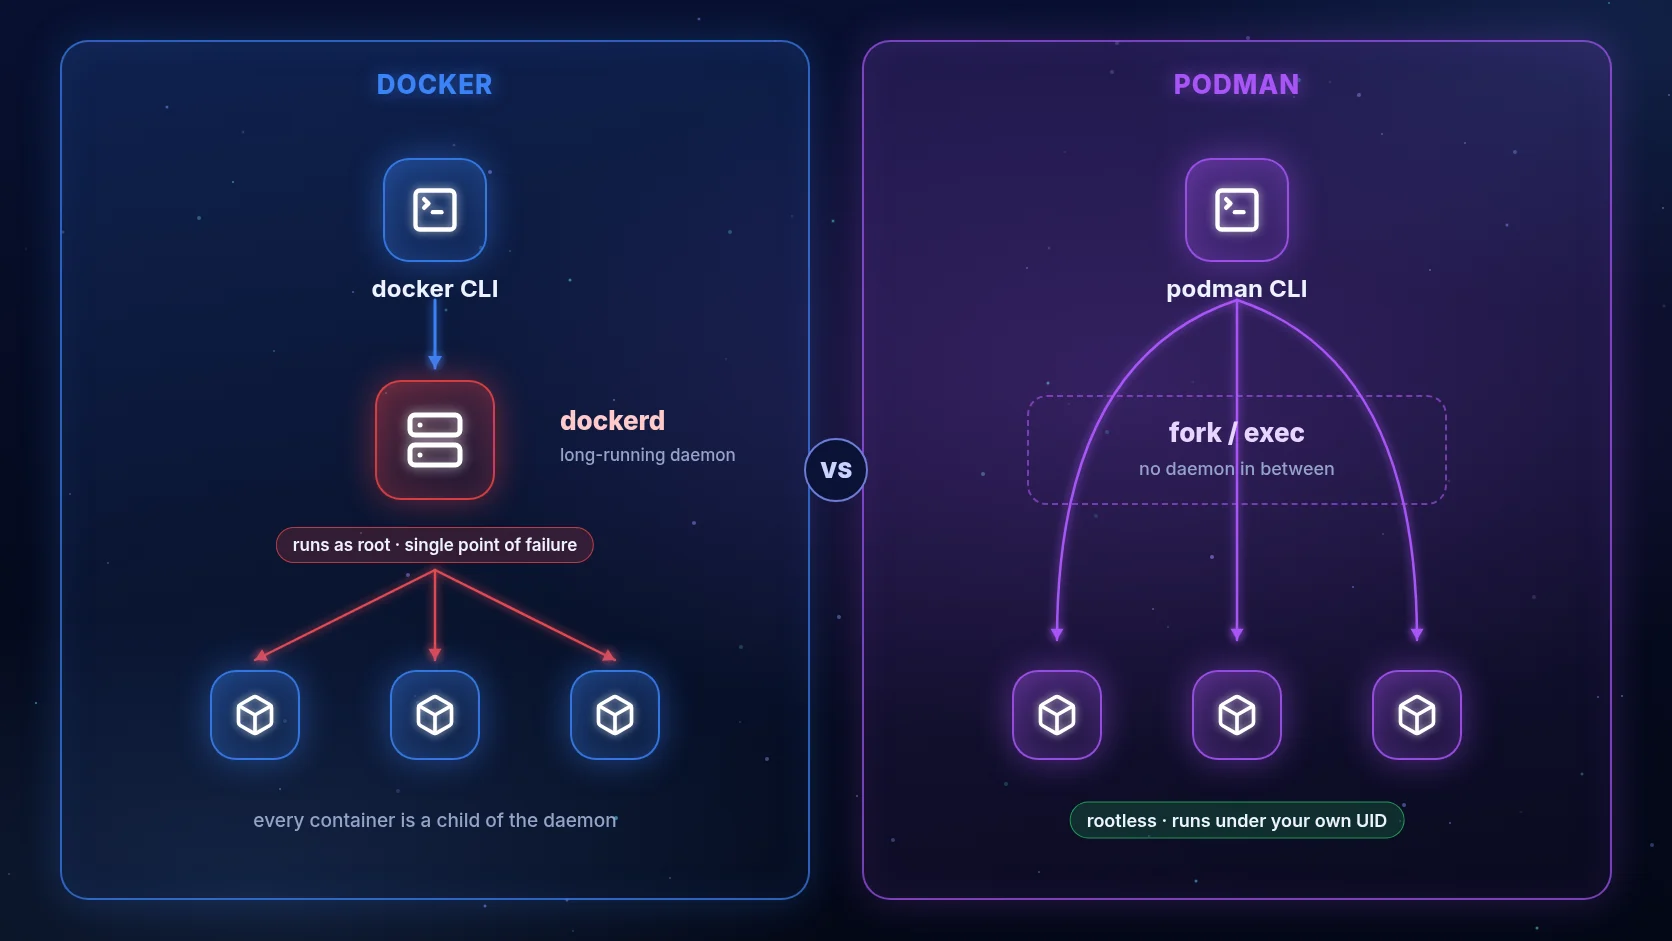 DOCKER
docker CLI
dockerd
long-running daemon
runs as root · single point of failure
every container is a child of the daemon
VS
PODMAN
podman CLI
fork / exec
no daemon in between
rootless · runs under your own UID